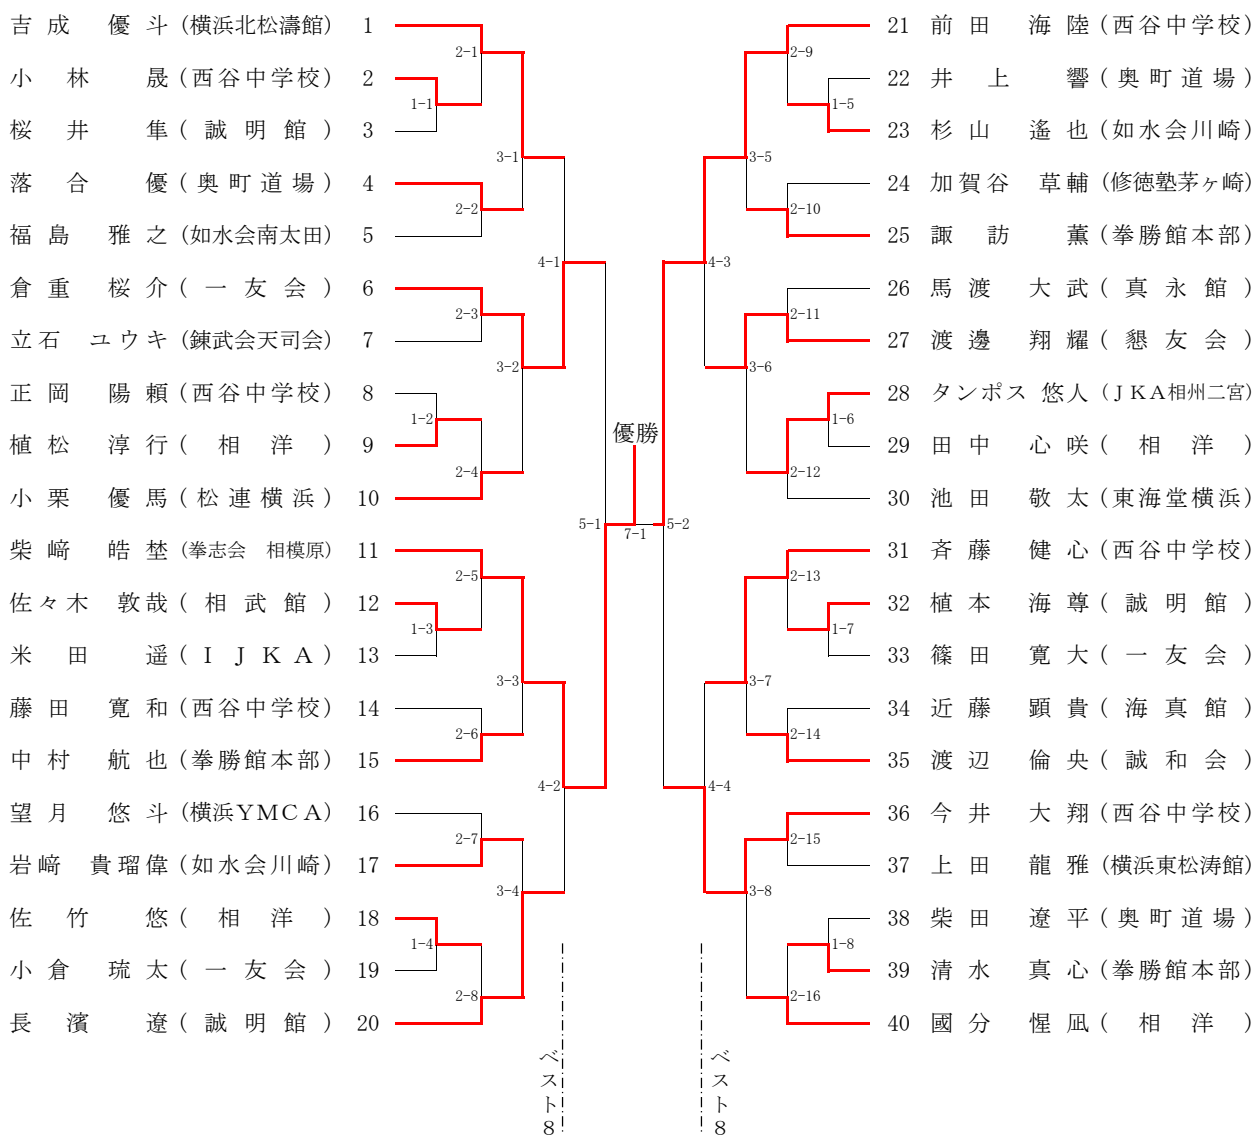 吉成 優斗 (横浜北松濤館) 1
小林 晟 (西谷中学校) 2
桜井 隼 (誠明館) 3
落合 優 (奥町道場) 4
福島 雅之 (如水会南太田) 5
倉重 桜介 (一友会) 6
立石 ユウキ (錬武会天司会) 7
正岡 陽頼 (西谷中学校) 8
植松 淳行 (相洋) 9
小栗 優馬 (松連横浜) 10
柴﨑 皓埜 (拳志会 相模原) 11
佐々木 敦哉 (相武館) 12
米田 遥 (ＩＪＫＡ) 13
藤田 寛和 (西谷中学校) 14
中村 航也 (拳勝館本部) 15
望月 悠斗 (横浜YMCA) 16
岩﨑 貴瑠偉 (如水会川崎) 17
佐竹 悠 (相洋) 18
小倉 琉太 (一友会) 19
長濱 遼 (誠明館) 20
2-1
1-1
3-1
2-2
4-1
2-3
3-2
1-2
2-4
5-1
2-5
1-3
3-3
2-6
4-2
2-7
3-4
1-4
2-8
優勝
7-1
5-2
2-9
1-5
3-5
2-10
4-3
2-11
3-6
1-6
2-12
2-13
1-7
3-7
2-14
4-4
2-15
3-8
1-8
2-16
21 前田 海陸 (西谷中学校)
22 井上 響 (奥町道場)
23 杉山 遙也 (如水会川崎)
24 加賀谷 草輔 (修徳塾茅ヶ崎)
25 諏訪 薫 (拳勝館本部)
26 馬渡 大武 (真永館)
27 渡邊 翔耀 (懇友会)
28 タンポス 悠人 (ＪＫＡ相州二宮)
29 田中 心咲 (相洋)
30 池田 敬太 (東海堂横浜)
31 斉藤 健心 (西谷中学校)
32 植本 海尊 (誠明館)
33 篠田 寛大 (一友会)
34 近藤 顕貴 (海真館)
35 渡辺 倫央 (誠和会)
36 今井 大翔 (西谷中学校)
37 上田 龍雅 (横浜東松涛館)
38 柴田 遼平 (奥町道場)
39 清水 真心 (拳勝館本部)
40 國分 惺凪 (相洋)
ベスト8
ベスト8